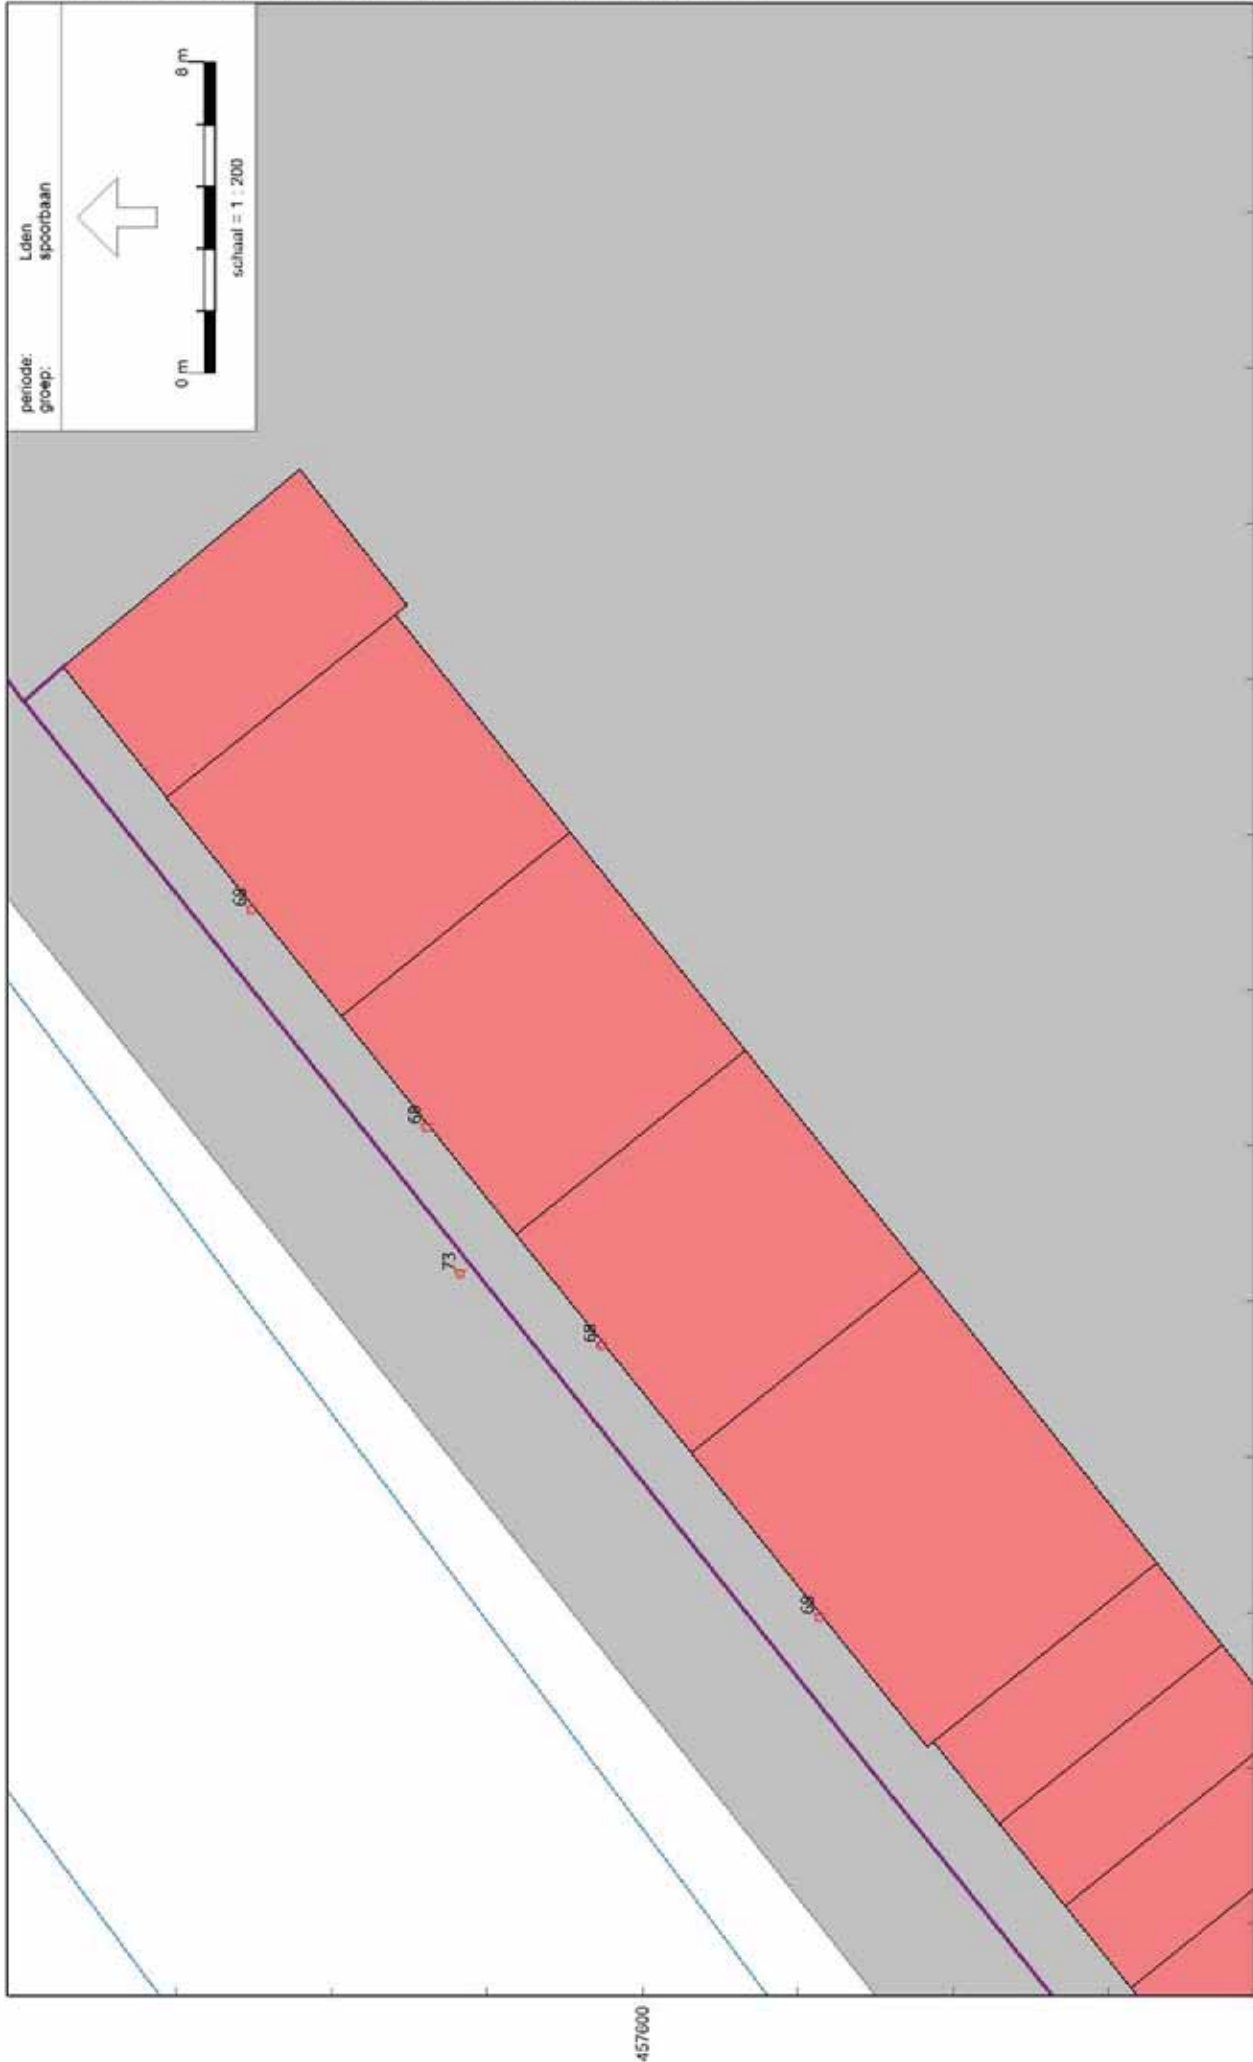 periode: Lden
groep: spoorbaan
0 m 8 m
schaal = 1 : 200
68
68
73
68
68
457600